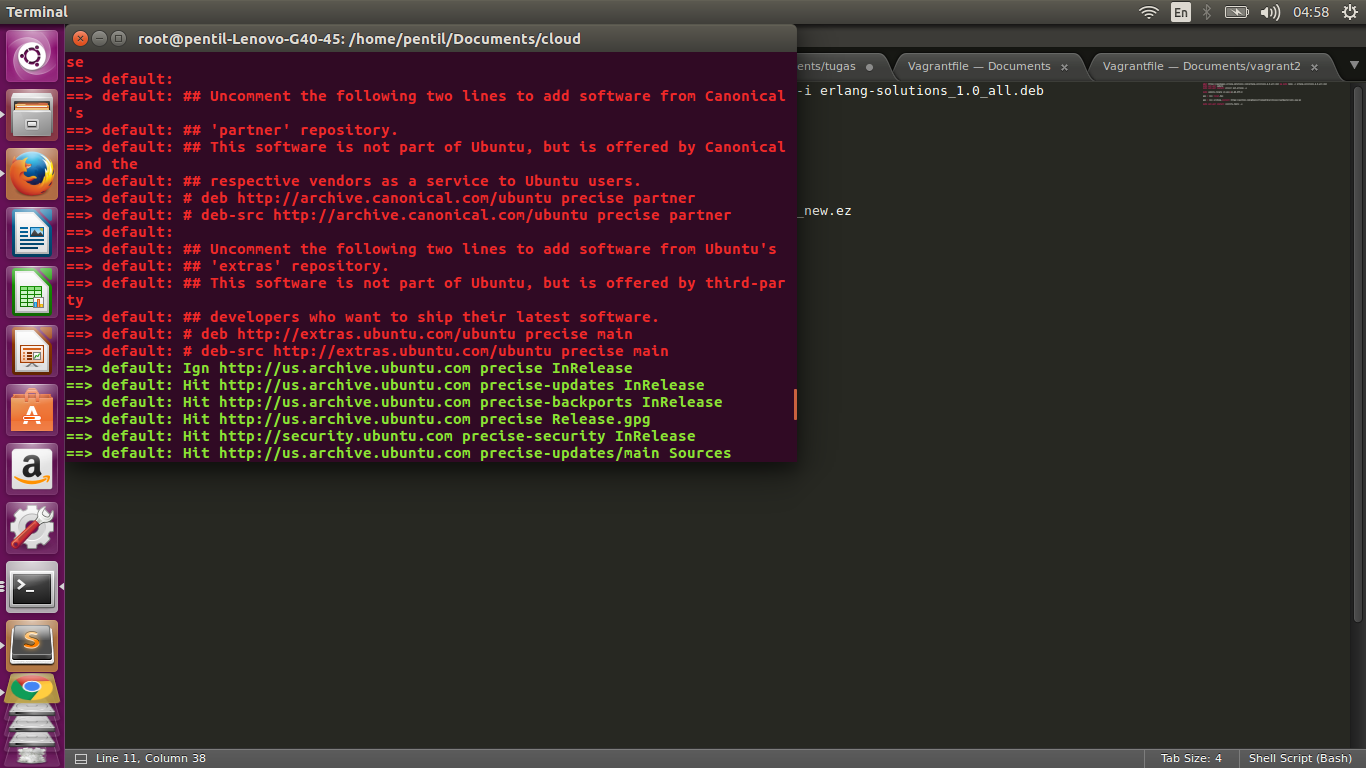 Terminal
En
04:58
root@pentil-Lenovo-G40-45: /home/pentil/Documents/cloud
ents/tugas
Vagrantfile — Documents
Vagrantfile — Documents/vagrant2
se
==> default:
==> default: ## Uncomment the following two lines to add software from Canonical
's
==> default: ## 'partner' repository.
==> default: ## This software is not part of Ubuntu, but is offered by Canonical
 and the
==> default: ## respective vendors as a service to Ubuntu users.
==> default: # deb http://archive.canonical.com/ubuntu precise partner
==> default: # deb-src http://archive.canonical.com/ubuntu precise partner
==> default:
==> default: ## Uncomment the following two lines to add software from Ubuntu's
==> default: ## 'extras' repository.
==> default: ## This software is not part of Ubuntu, but is offered by third-par
ty
==> default: ## developers who want to ship their latest software.
==> default: # deb http://extras.ubuntu.com/ubuntu precise main
==> default: # deb-src http://extras.ubuntu.com/ubuntu precise main
==> default: Ign http://us.archive.ubuntu.com precise InRelease
==> default: Hit http://us.archive.ubuntu.com precise-updates InRelease
==> default: Hit http://us.archive.ubuntu.com precise-backports InRelease
==> default: Hit http://us.archive.ubuntu.com precise Release.gpg
==> default: Hit http://security.ubuntu.com precise-security InRelease
==> default: Hit http://us.archive.ubuntu.com precise-updates/main Sources
-i erlang-solutions_1.0_all.deb
_new.ez
Line 11, Column 38
Tab Size: 4
Shell Script (Bash)